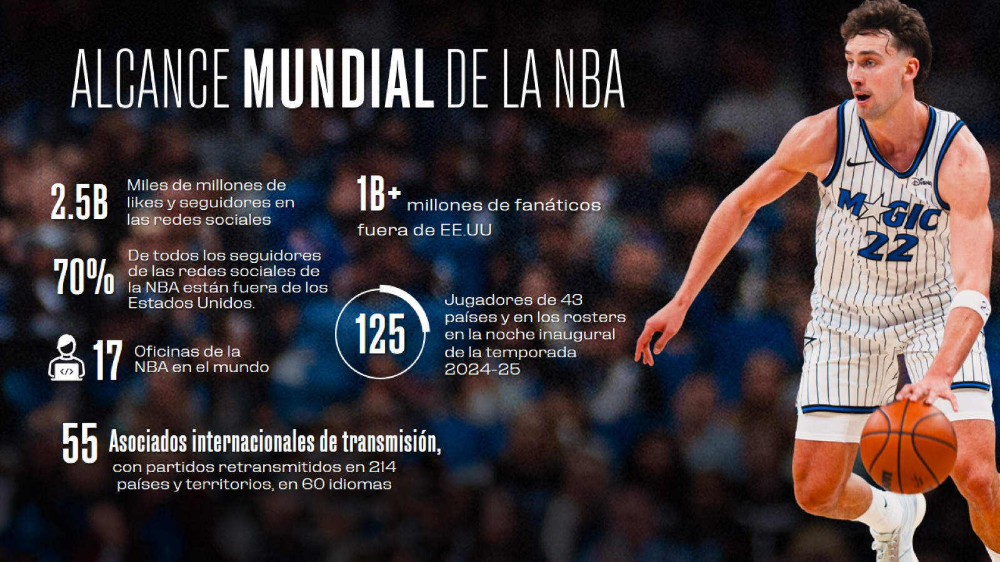 ALCANCE MUNDIAL DE LA NBA
2.5B
Miles de millones de
likes y seguidores en
las redes sociales
70%
De todos los seguidores
de las redes sociales de
la NBA están fuera de los
Estados Unidos.
17
Oficinas de la
NBA en el mundo
1B+ millones de fanáticos
fuera de EE.UU
125
Jugadores de 43
países y en los rosters
en la noche inaugural
de la temporada
2024-25
55 Asociados internacionales de transmisión,
con partidos retransmitidos en 214
países y territorios, en 60 idiomas
</>
Disney
MAGIC
22